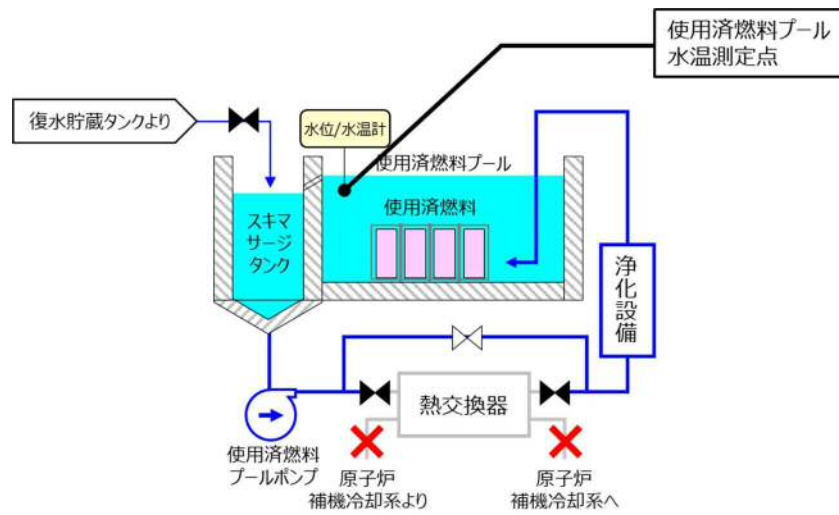 使用済燃料プール
水温測定点
復水貯蔵タンクより
水位/水温計
使用済燃料プール
使用済燃料
スキマ
サージ
タンク
浄化設備
熱交換器
使用済燃料
プールポンプ
原子炉
補機冷却系より
原子炉
補機冷却系へ